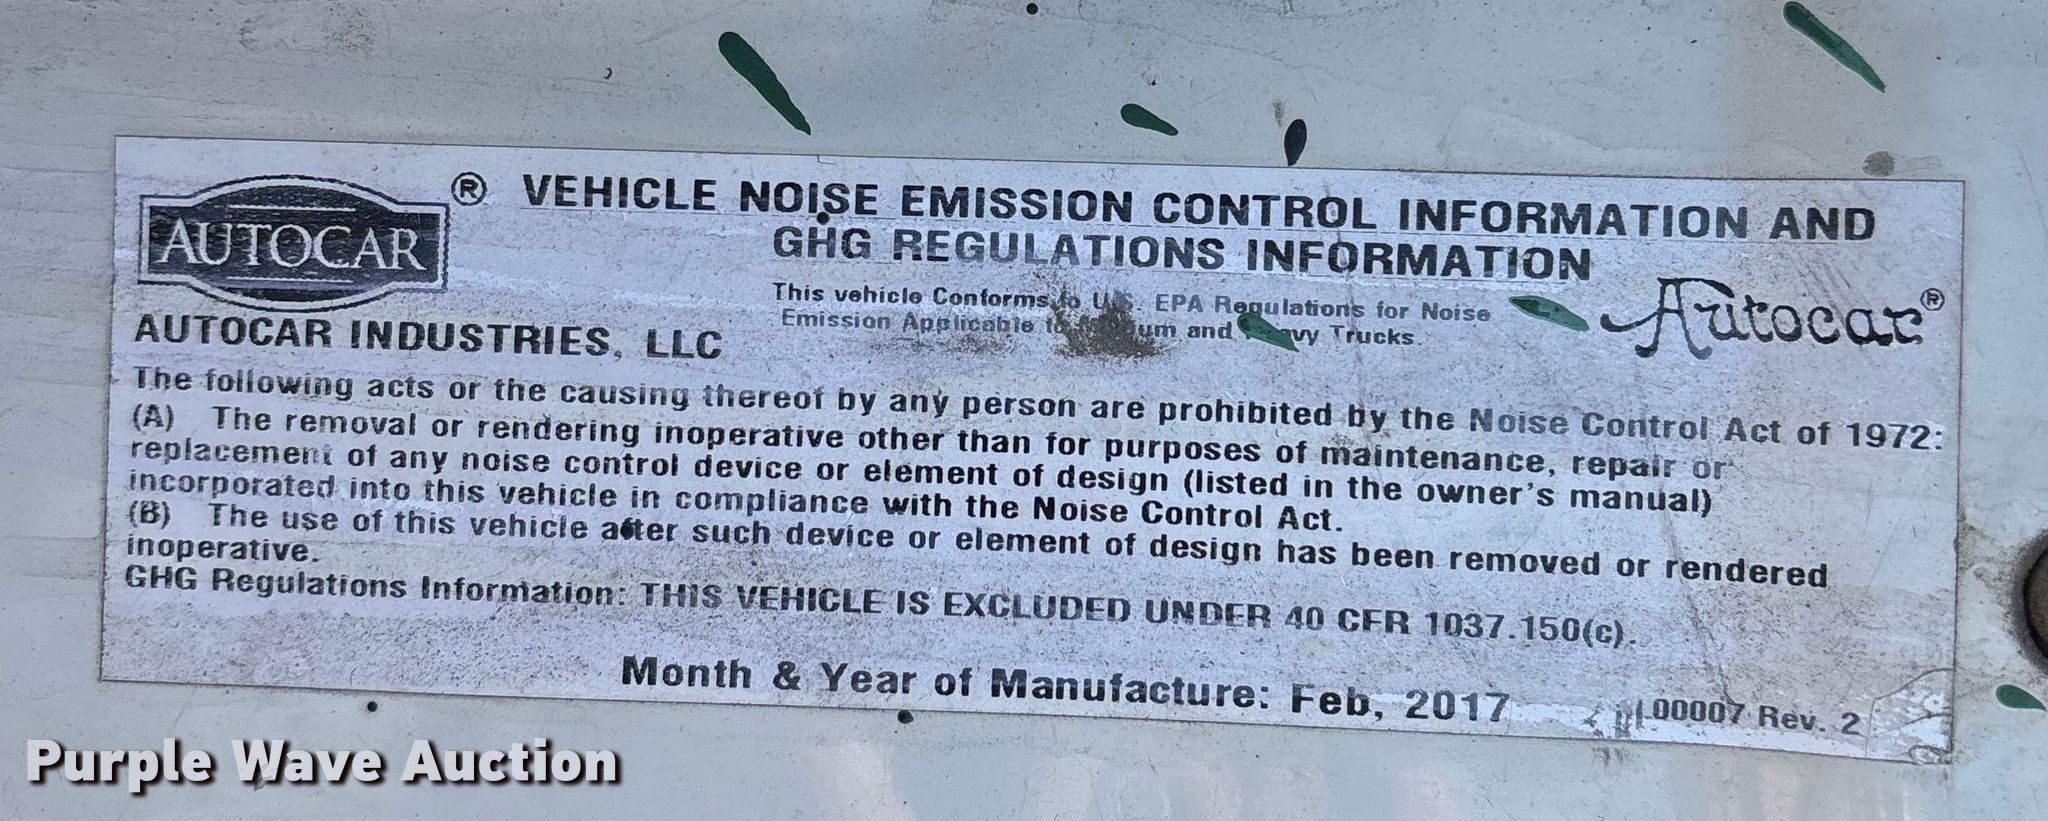 AUTOCAR ® VEHICLE NOISE EMISSION CONTROL INFORMATION AND
GHG REGULATIONS INFORMATION
This vehicle Conforms to U.S. EPA Regulations for Noise
Emission Applicable to and Trucks.
Autocar®
AUTOCAR INDUSTRIES, LLC
The following acts or the causing thereof by any person are prohibited by the Noise Control Act of 1972:
(A) The removal or rendering inoperative other than for purposes of maintenance, repair or
replacement of any noise control device or element of design (listed in the owner's manual)
incorporated into this vehicle in compliance with the Noise Control Act.
(B) The use of this vehicle after such device or element of design has been removed or rendered
inoperative.
GHG Regulations Information: THIS VEHICLE IS EXCLUDED UNDER 40 CFR 1037.150(c).
Month & Year of Manufacture: Feb, 2017
Rev. 2
Purple Wave Auction